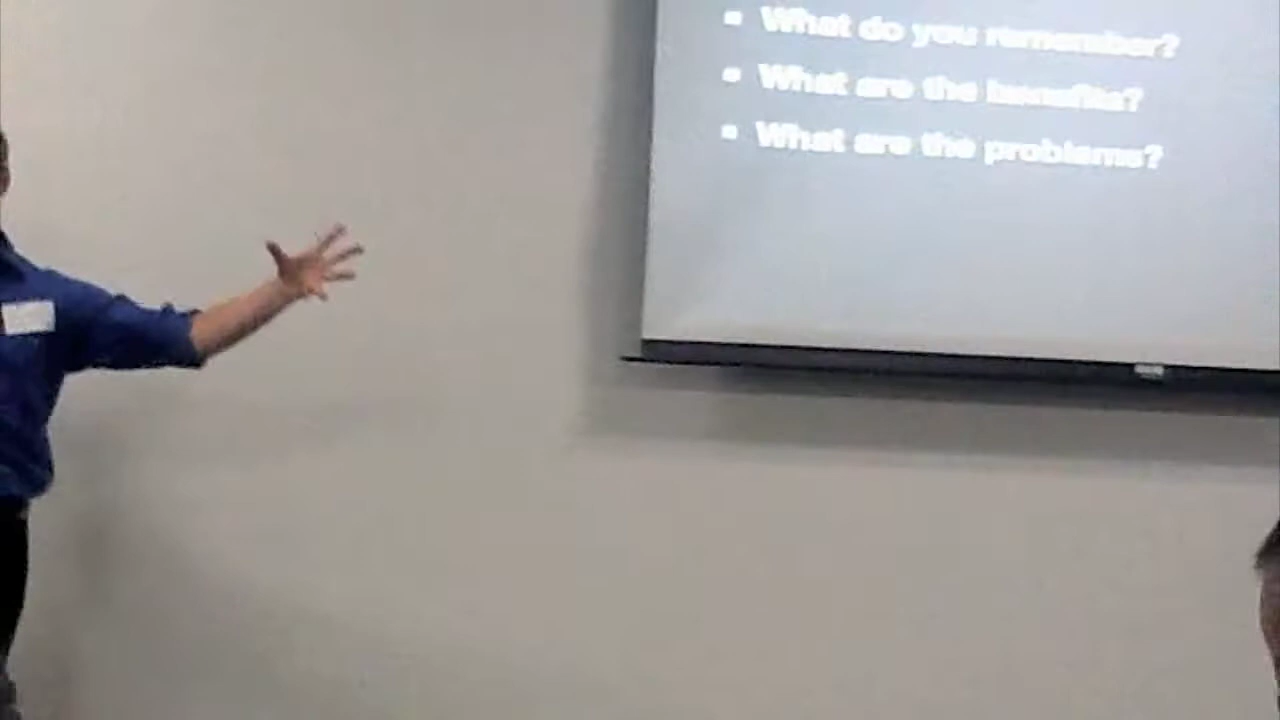 What do you remember?
What are the benefits?
What are the problems?